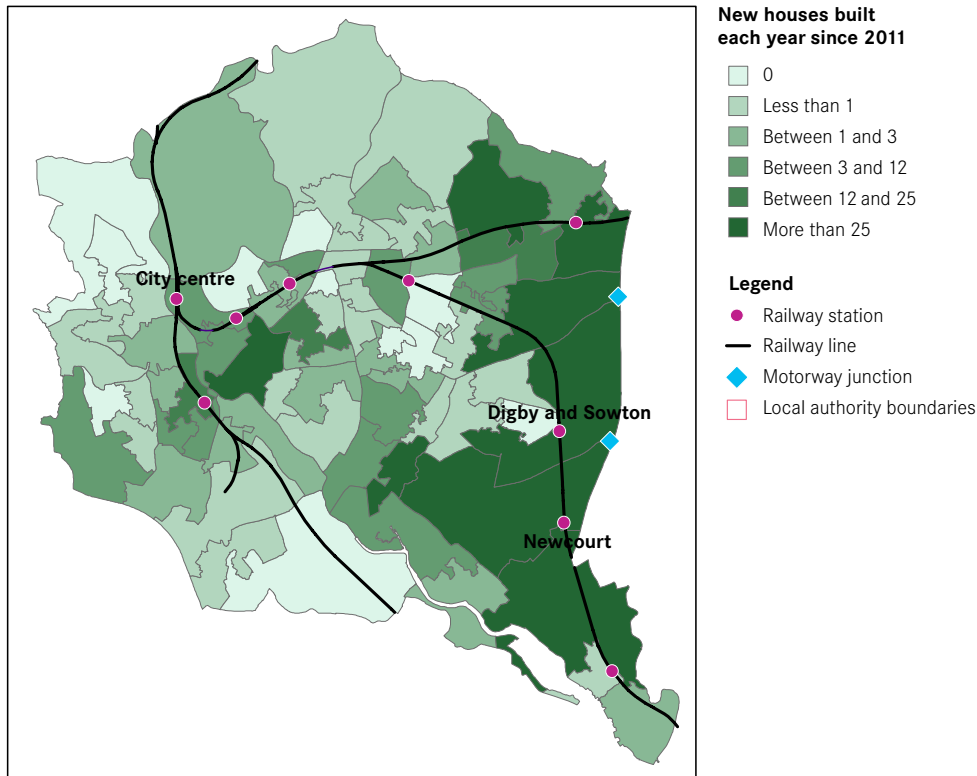 New houses built
each year since 2011
0
Less than 1
Between 1 and 3
Between 3 and 12
Between 12 and 25
More than 25
Legend
Railway station
Railway line
Motorway junction
Local authority boundaries
City centre
Digby and Sowton
Newcourt